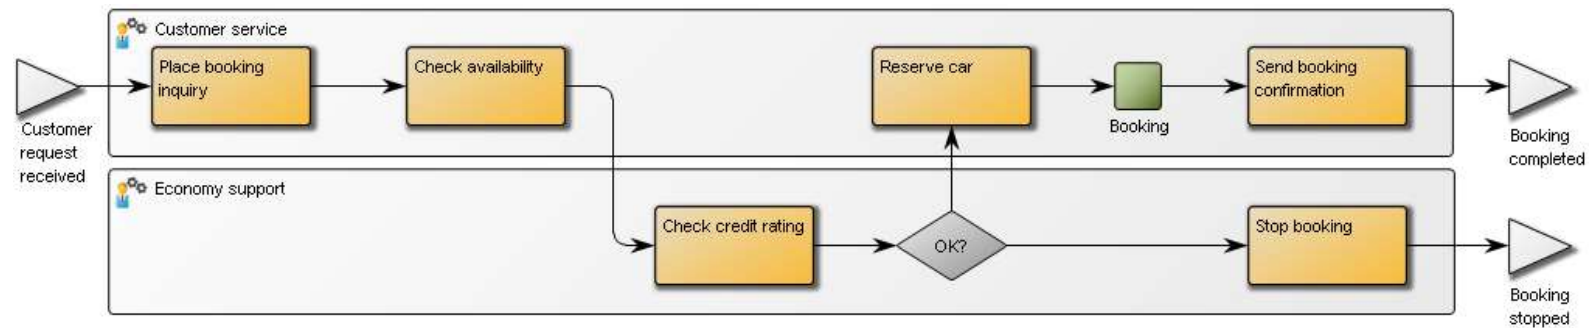 Customer service
Place booking
inquiry
Check availability
Reserve car
Booking
Send booking
confirmation
Customer
request
received
Booking
completed
Economy support
Check credit rating
OK?
Stop booking
Booking
stopped